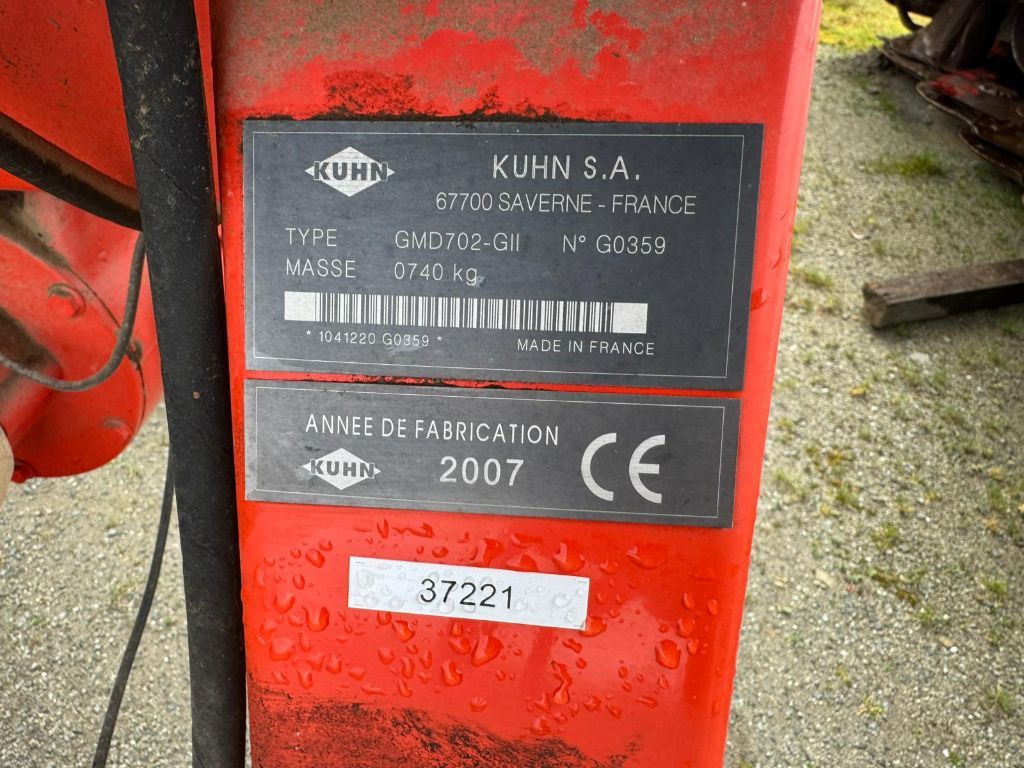 KUHN
KUHN S.A.
67700 SAVERNE - FRANCE
TYPE GMD702-GII N° G0359
MASSE 0740 kg
* 1041220 G0359 * MADE IN FRANCE
ANNEE DE FABRICATION
KUHN 2007 CE
37221